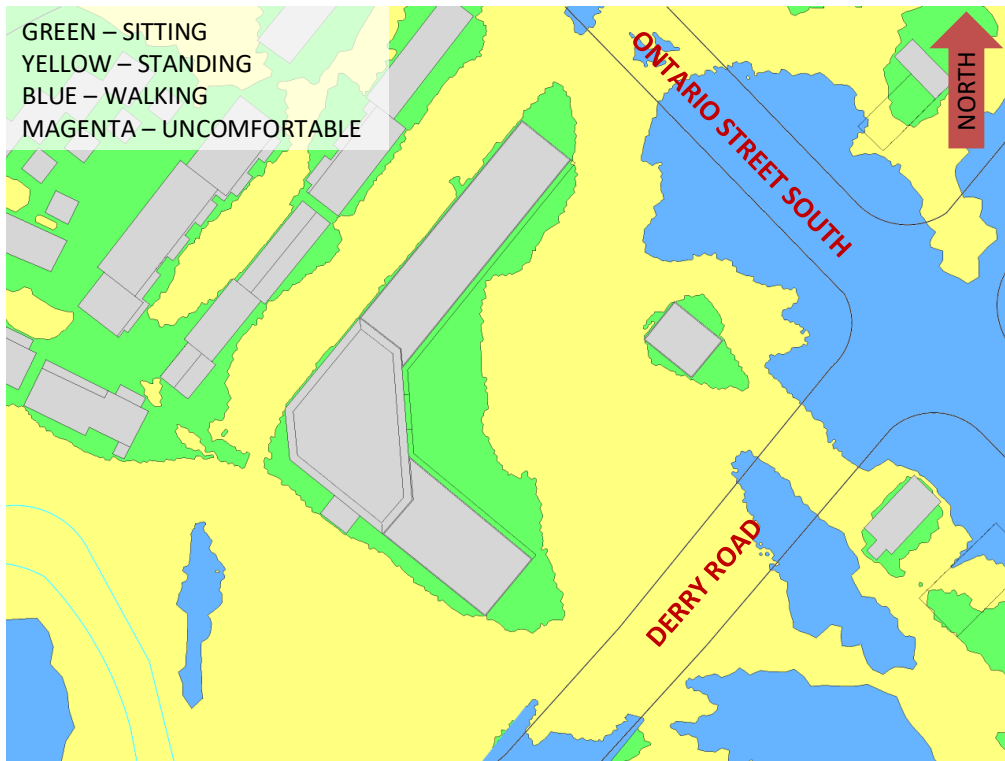 GREEN – SITTING
YELLOW – STANDING
BLUE – WALKING
MAGENTA – UNCOMFORTABLE
ONTARIO STREET SOUTH
NORTH
DERRY ROAD